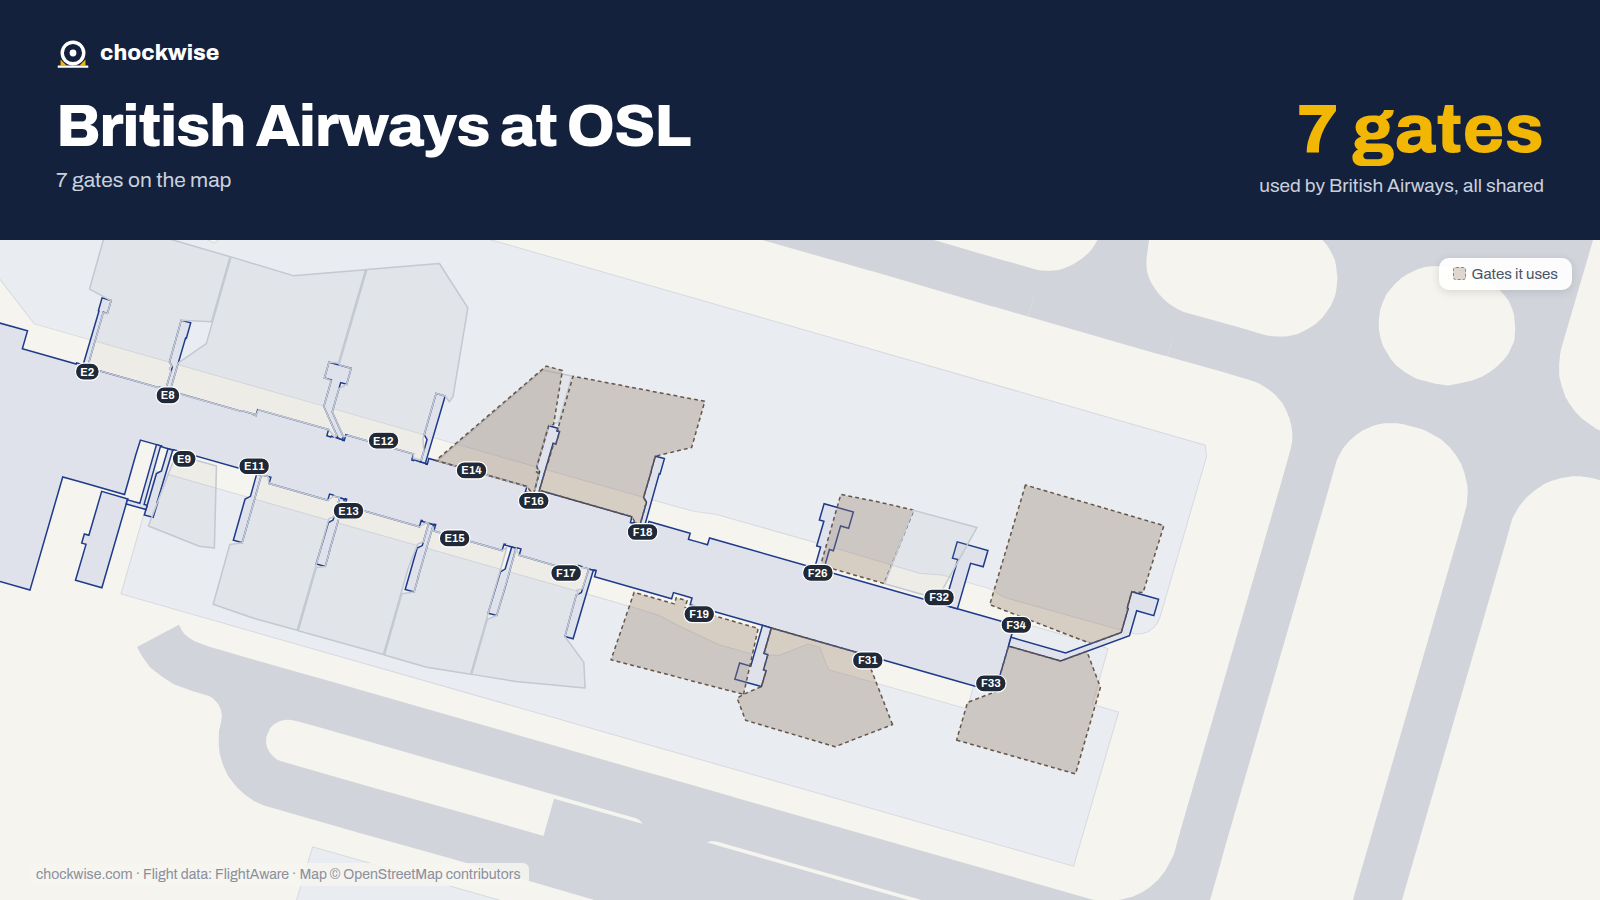 chockwise
British Airways at OSL
7 gates on the map
7 gates
used by British Airways, all shared
Gates it uses
E2
E8
E12
E9
E11
E14
F16
E13
F18
E15
F17
F26
F32
F19
F34
F31
F33
chockwise.com · Flight data: FlightAware · Map © OpenStreetMap contributors